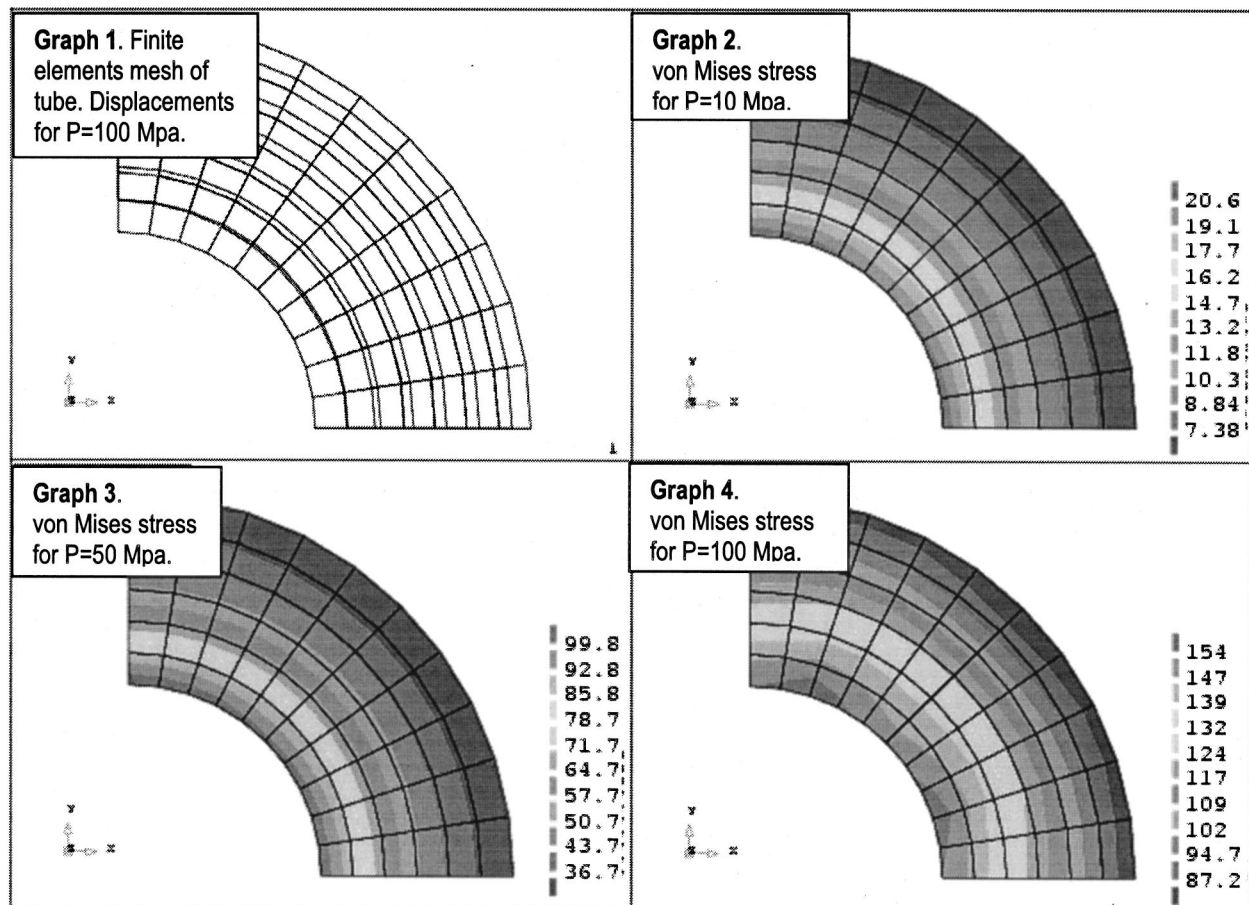 Graph 1. Finite
elements mesh of
tube. Displacements
for P=100 Mpa.
Y
X
1
Graph 2.
von Mises stress
for P=10 Mpa.
20.6
19.1
17.7
16.2
14.7
13.2
11.8
10.3
8.84
7.38
Y
X
Graph 3.
von Mises stress
for P=50 Mpa.
99.8
92.8
85.8
78.7
71.7
64.7
57.7
50.7
43.7
36.7
Y
X
Graph 4.
von Mises stress
for P=100 Mpa.
154
147
139
132
124
117
109
102
94.7
87.2
Y
X